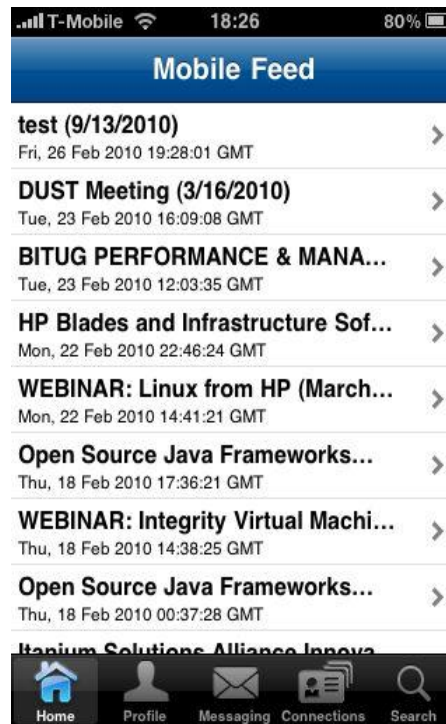 T-Mobile 18:26 80%
Mobile Feed
test (9/13/2010)
Fri, 26 Feb 2010 19:28:01 GMT
DUST Meeting (3/16/2010)
Tue, 23 Feb 2010 16:09:08 GMT
BITUG PERFORMANCE & MANA...
Tue, 23 Feb 2010 12:03:35 GMT
HP Blades and Infrastructure Sof...
Mon, 22 Feb 2010 22:46:24 GMT
WEBINAR: Linux from HP (March...
Mon, 22 Feb 2010 14:41:21 GMT
Open Source Java Frameworks...
Thu, 18 Feb 2010 17:36:21 GMT
WEBINAR: Integrity Virtual Machi...
Thu, 18 Feb 2010 14:38:25 GMT
Open Source Java Frameworks...
Thu, 18 Feb 2010 00:37:28 GMT
Itanium Solutions Alliance Innova
Home Profile Messaging Connections Search